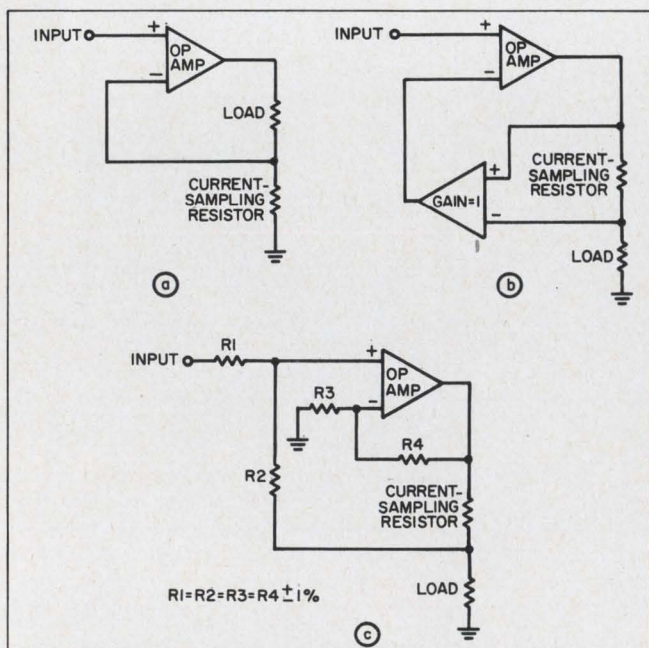 INPUT
+
-
OP
AMP
LOAD
CURRENT-
SAMPLING
RESISTOR
a
INPUT
+
-
OP
AMP
+
GAIN=1
-
CURRENT-
SAMPLING
RESISTOR
LOAD
b
INPUT
R1
+
OP
AMP
-
R3
R4
R2
CURRENT-
SAMPLING
RESISTOR
LOAD
R1=R2=R3=R4 ± 1%
c